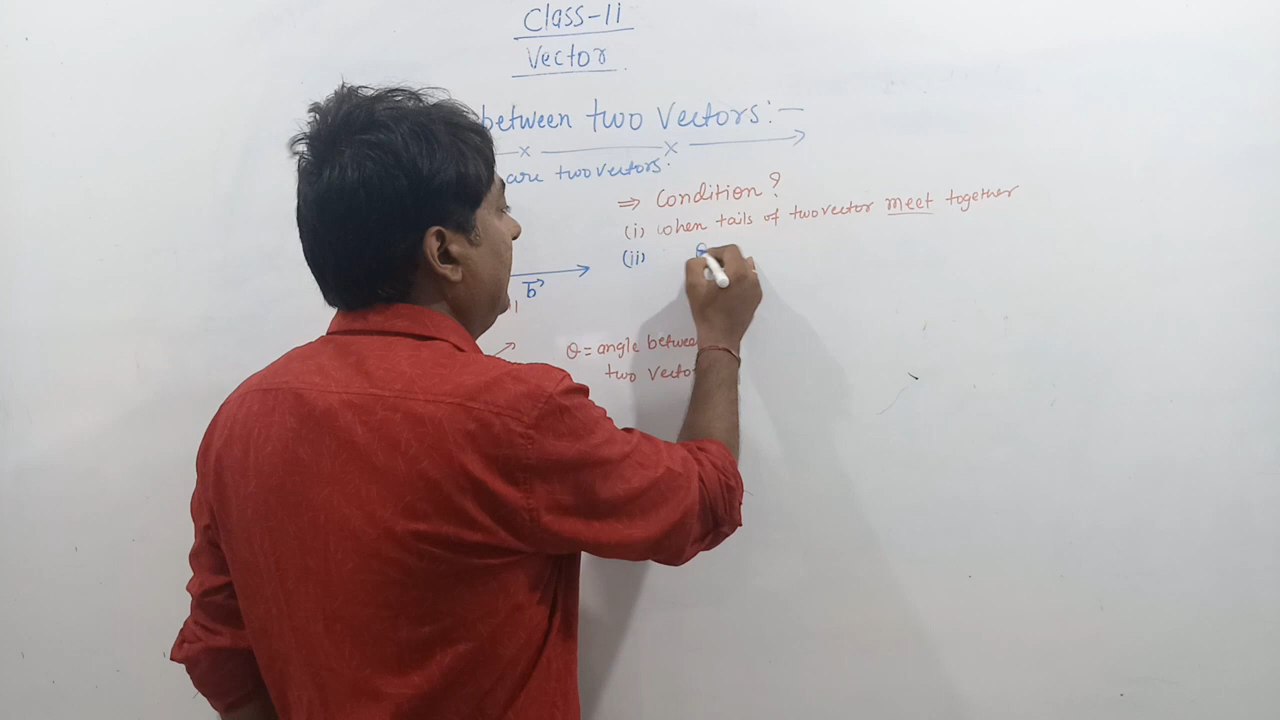 Class-11
Vector
between two Vectors:-
are two vectors.
⇒ Condition?
(i) when tails of two vector meet together
(ii) θ
b
θ = angle between
two Vecto